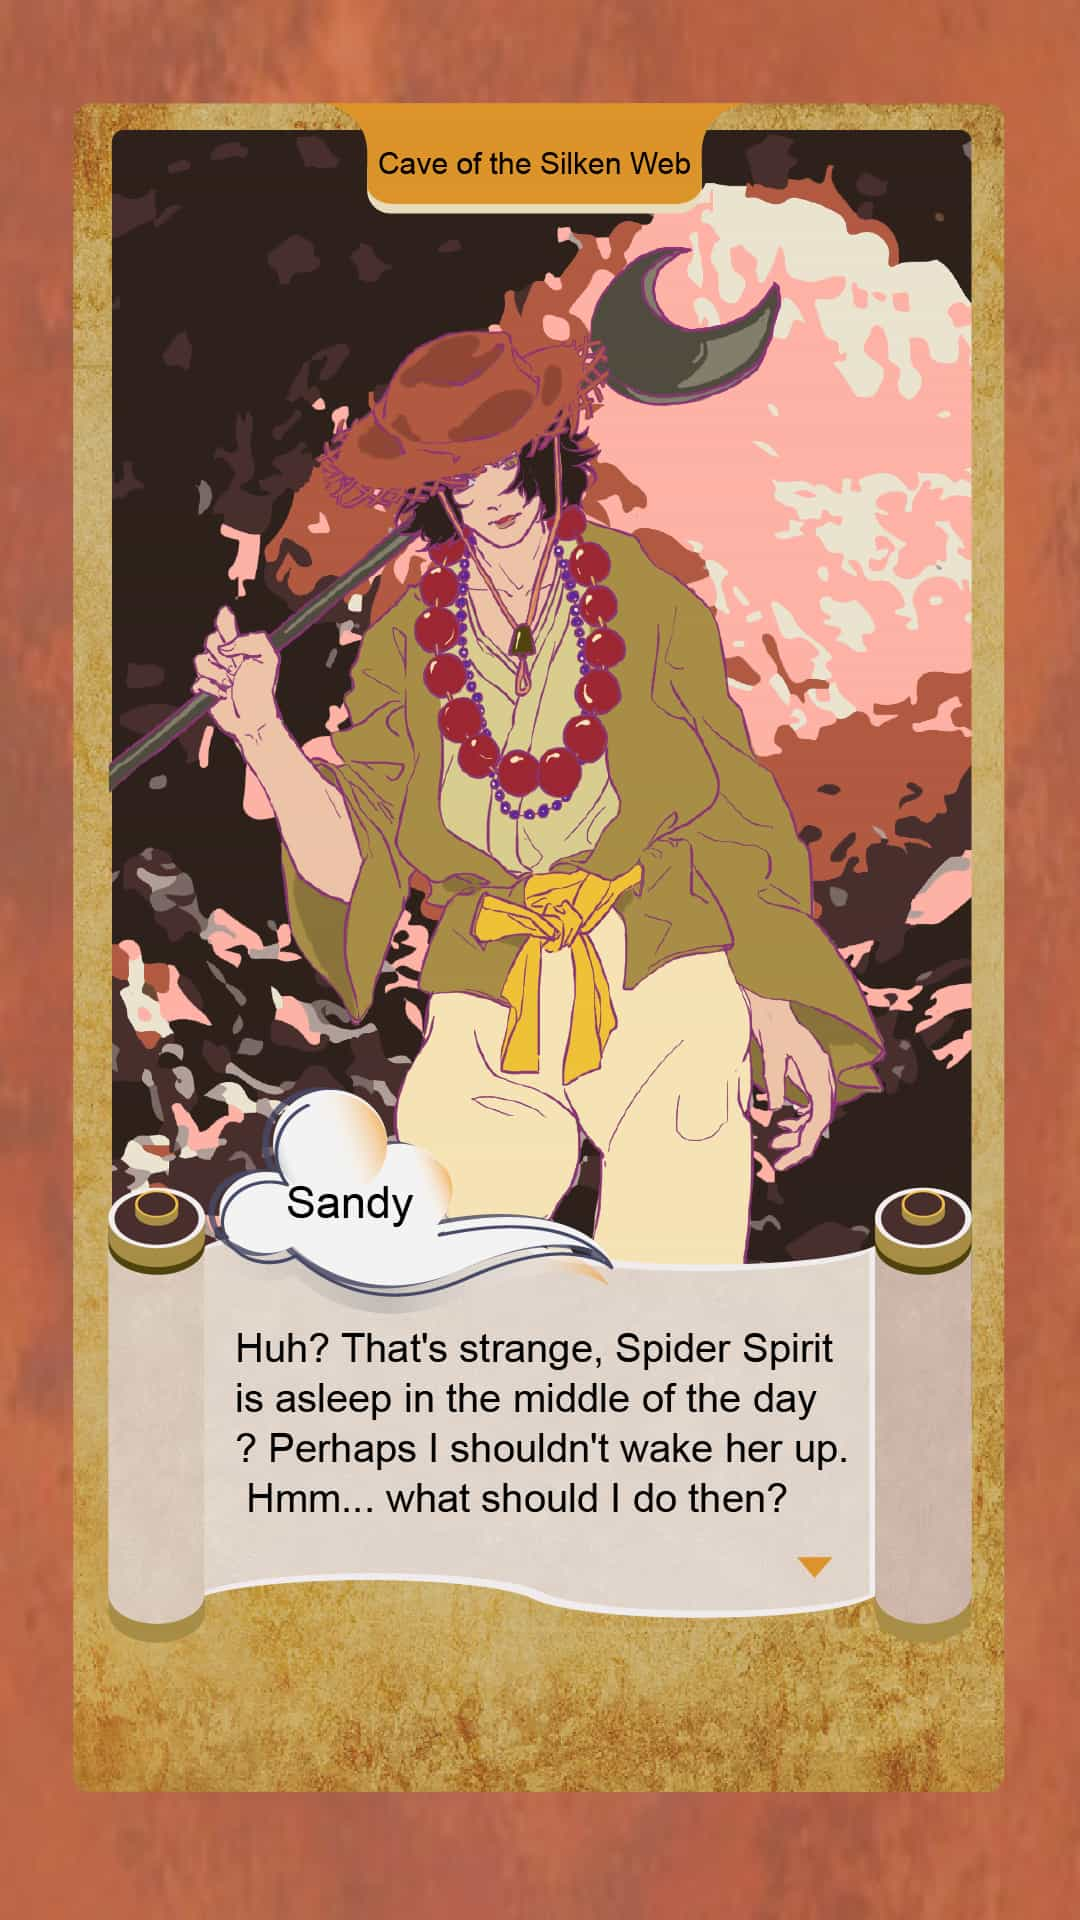 Cave of the Silken Web
Sandy
Huh? That's strange, Spider Spirit
is asleep in the middle of the day
? Perhaps I shouldn't wake her up.
Hmm... what should I do then?